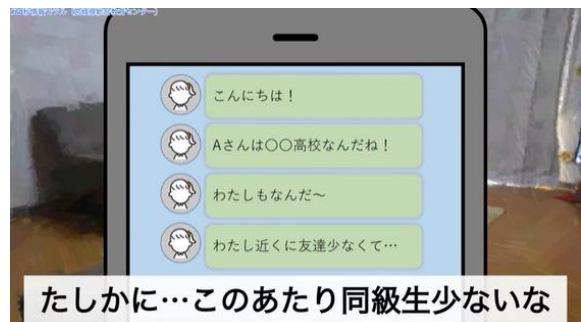 こんにちは！
Aさんは〇〇高校なんだね！
わたしもなんだ～
わたし近くに友達少なくて…
たしかに…このあたり同級生少ないな